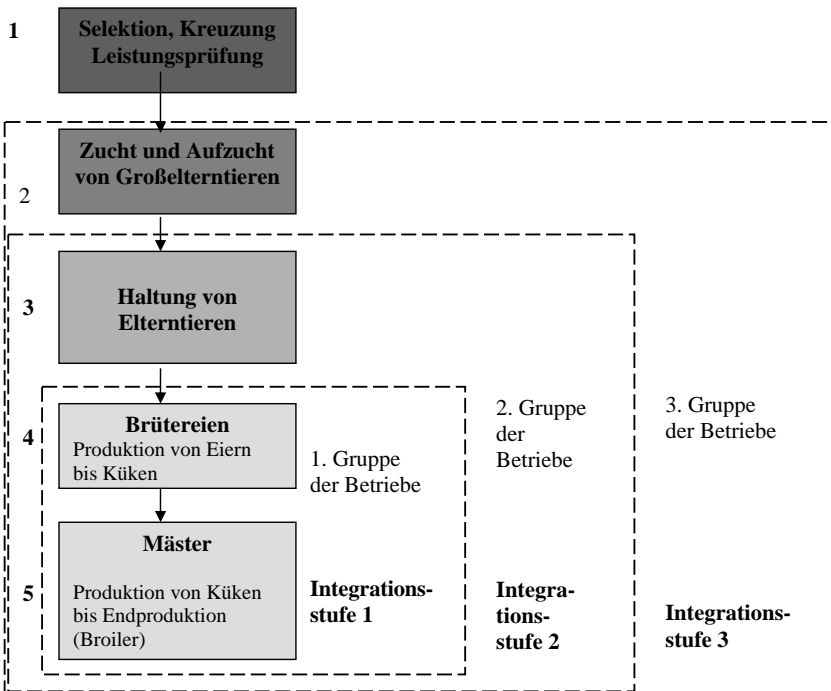 1
Selektion, Kreuzung
Leistungsprüfung
Zucht und Aufzucht
von Großelterntieren
2
3
Haltung von
Elterntieren
4
Brütereien
Produktion von Eiern
bis Küken
1. Gruppe
der Betriebe
2. Gruppe
der
Betriebe
3. Gruppe
der Betriebe
5
Mäster
Produktion von Küken
bis Endproduktion
(Broiler)
Integrations-
stufe 1
Integra-
tions-
stufe 2
Integrations-
stufe 3